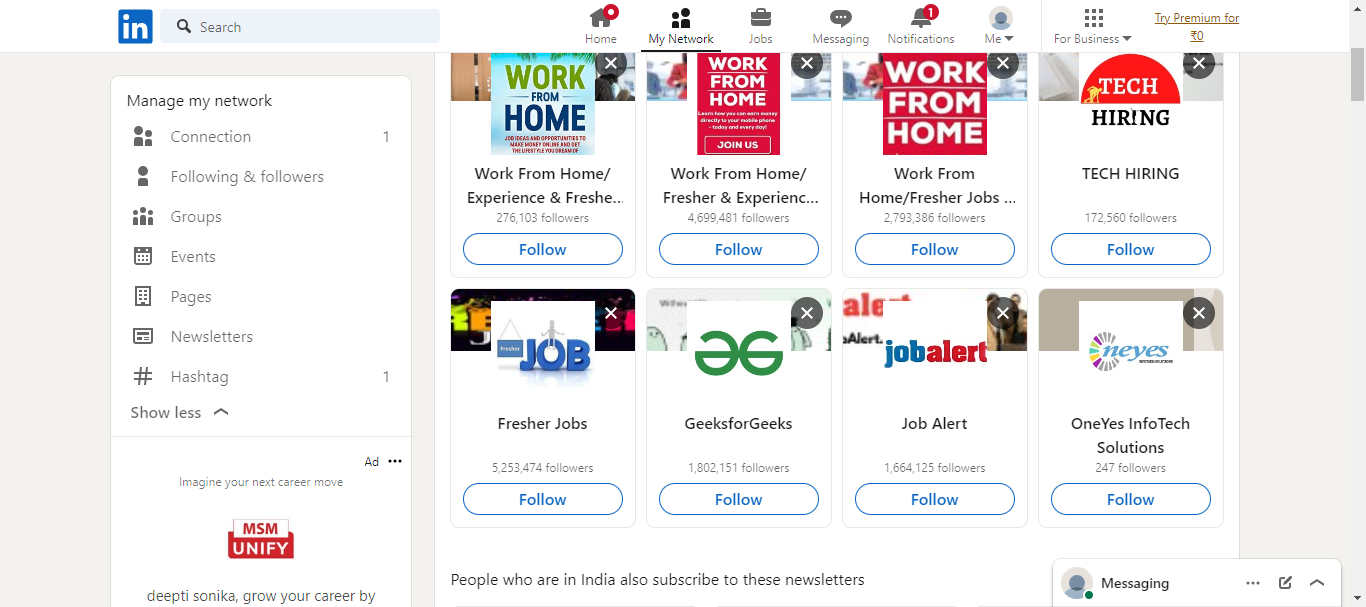 in
Search
Home
My Network
Jobs
Messaging
1
Notifications
Me
For Business
Try Premium for
₹0
Manage my network
Connection 1
Following & followers
Groups
Events
Pages
Newsletters
Hashtag 1
Show less
Ad
Imagine your next career move
MSM
UNIFY
deepti sonika, grow your career by
WORK
FROM
HOME
JOB IDEAS AND OPPORTUNITIES TO
MAKE MONEY ONLINE AND GET
THE LIFESTYLE YOU DREAM OF
Work From Home/
Experience & Freshe...
276,103 followers
Follow
WORK
FROM
HOME
Learn how you can earn money
directly to your mobile phone
- today and every day!
JOIN US
Work From Home/
Fresher & Experienc...
4,699,481 followers
Follow
WORK
FROM
HOME
Work From
Home/Fresher Jobs ...
2,793,386 followers
Follow
TECH
HIRING
TECH HIRING
172,560 followers
Follow
Fresher
JOB
Fresher Jobs
5,253,474 followers
Follow
GeeksforGeeks
1,802,151 followers
Follow
alert
Alert.
jobalert
Job Alert
1,664,125 followers
Follow
neyes
INFOTECH SOLUTIONS
OneYes InfoTech
Solutions
247 followers
Follow
People who are in India also subscribe to these newsletters
Messaging